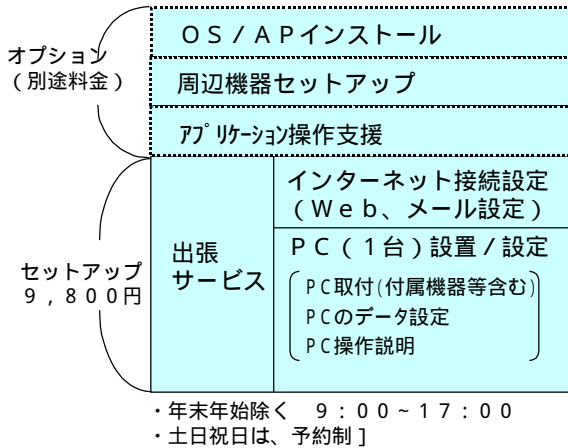 オプション
（別途料金）
OS/APインストール
周辺機器セットアップ
ｱﾌﾟﾘｹｰｼｮﾝ操作支援
セットアップ
9,800円
出張
サービス
インターネット接続設定
（Web、メール設定）
PC（1台）設置/設定
PC取付(付属機器等含む)
PCのデータ設定
PC操作説明
・年末年始除く　9：00~17：00
・土日祝日は、予約制］